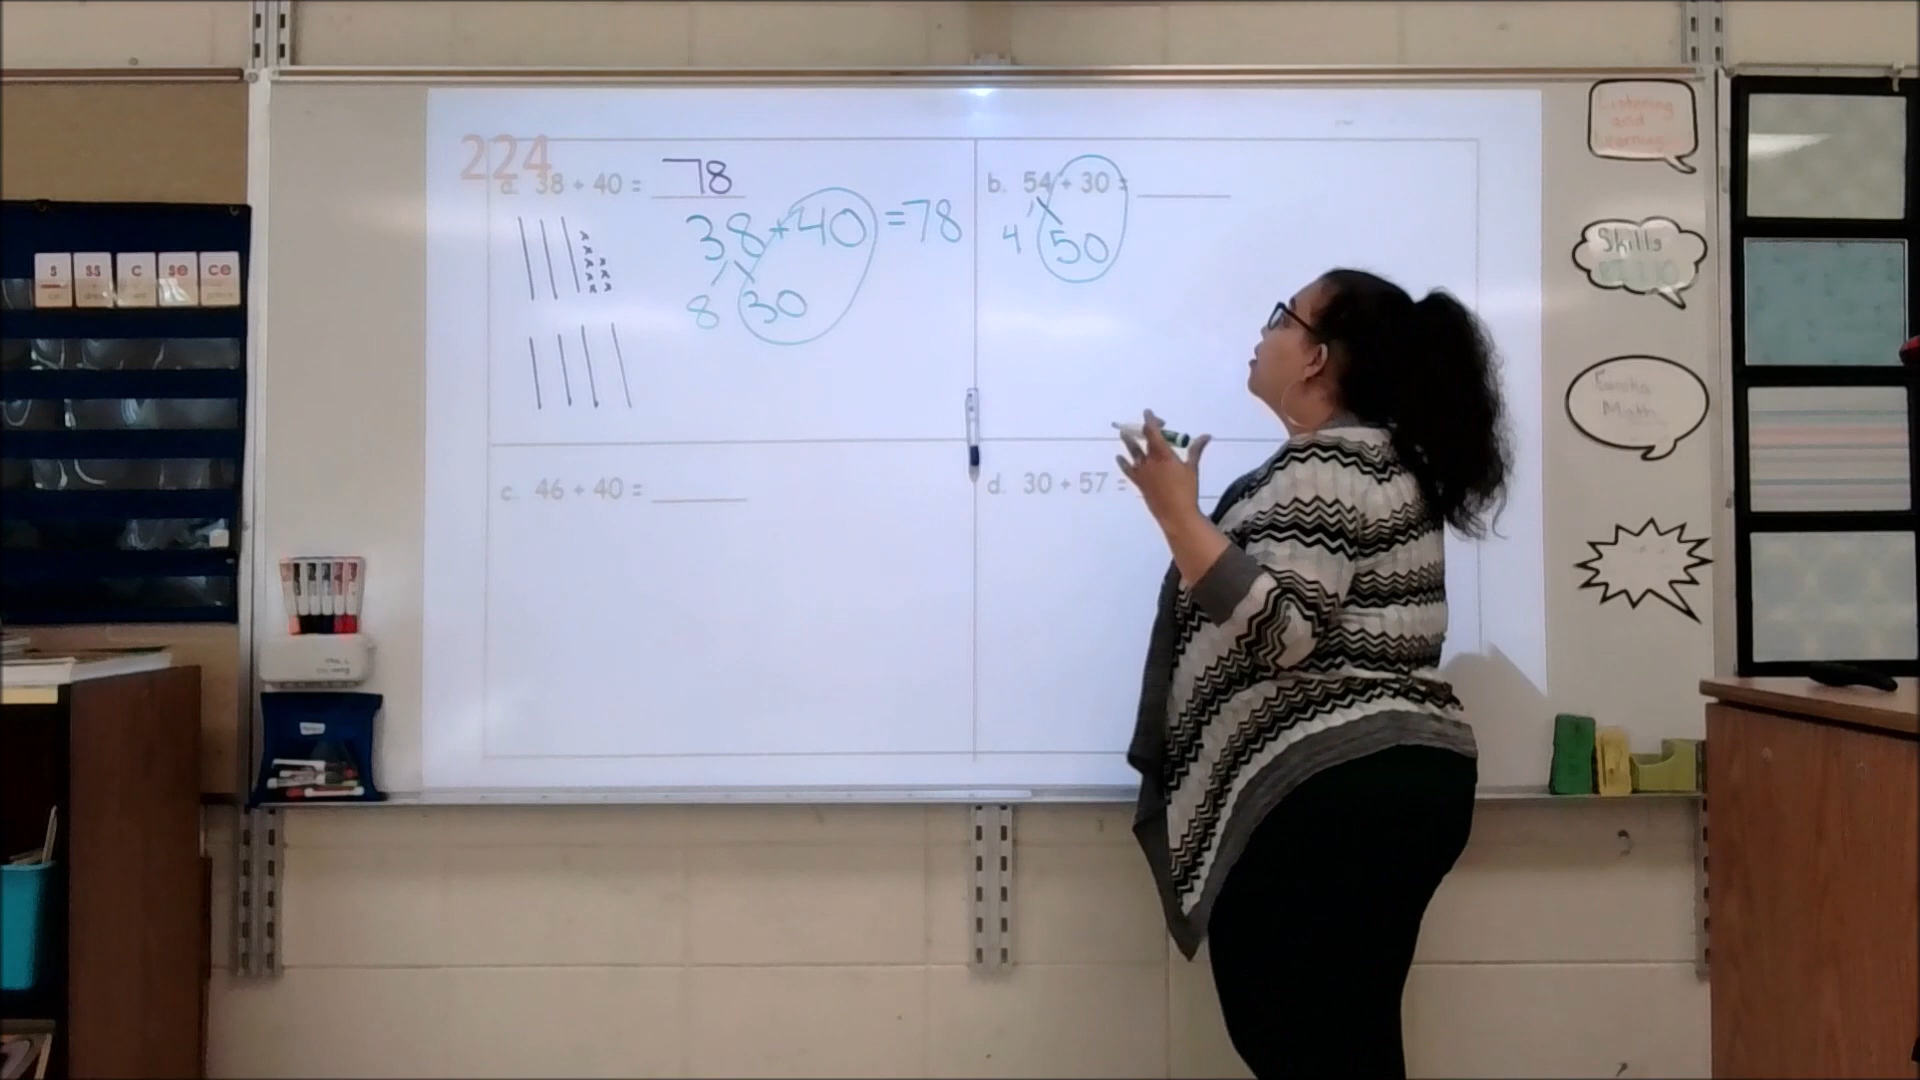 224
a. 38 + 40 = 78
38 + 40 = 78
8 30
b. 54 + 30 =
4 50
c. 46 + 40 =
d. 30 + 57 =
s ss c se ce
Listening
and
Learning
Skills
Eureka
Math